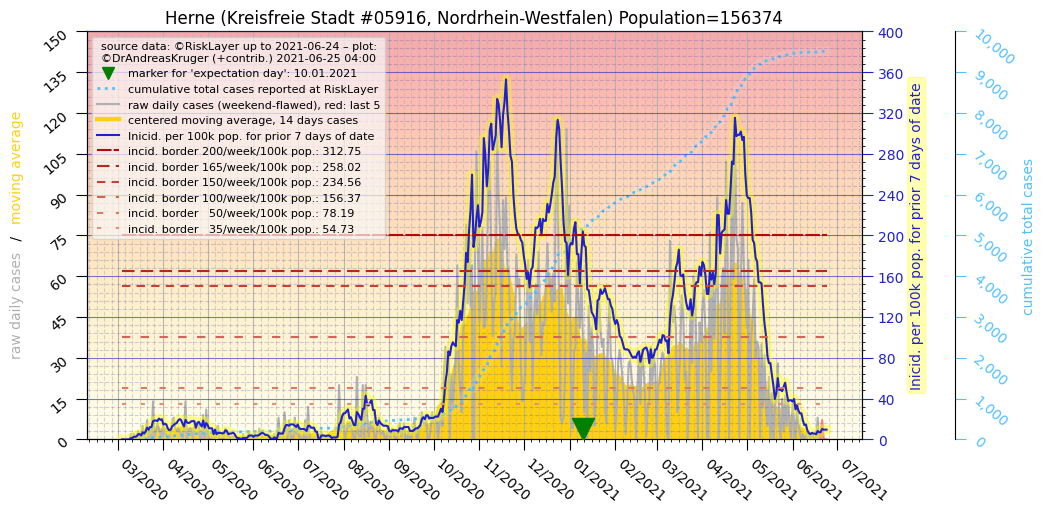 Herne (Kreisfreie Stadt #05916, Nordrhein-Westfalen) Population=156374
source data: ©RiskLayer up to 2021-06-24 – plot:
©DrAndreasKruger (+contrib.) 2021-06-25 04:00
marker for 'expectation day': 10.01.2021
cumulative total cases reported at RiskLayer
raw daily cases (weekend-flawed), red: last 5
centered moving average, 14 days cases
Inicid. per 100k pop. for prior 7 days of date
incid. border 200/week/100k pop.: 312.75
incid. border 165/week/100k pop.: 258.02
incid. border 150/week/100k pop.: 234.56
incid. border 100/week/100k pop.: 156.37
incid. border   50/week/100k pop.: 78.19
incid. border   35/week/100k pop.: 54.73
raw daily cases   /   moving average
150
135
120
105
90
75
60
45
30
15
0
03/2020
04/2020
05/2020
06/2020
07/2020
08/2020
09/2020
10/2020
11/2020
12/2020
01/2021
02/2021
03/2021
04/2021
05/2021
06/2021
07/2021
400
360
320
280
240
200
160
120
80
40
0
Inicid. per 100k pop. for prior 7 days of date
10,000
9,000
8,000
7,000
6,000
5,000
4,000
3,000
2,000
1,000
0
cumulative total cases